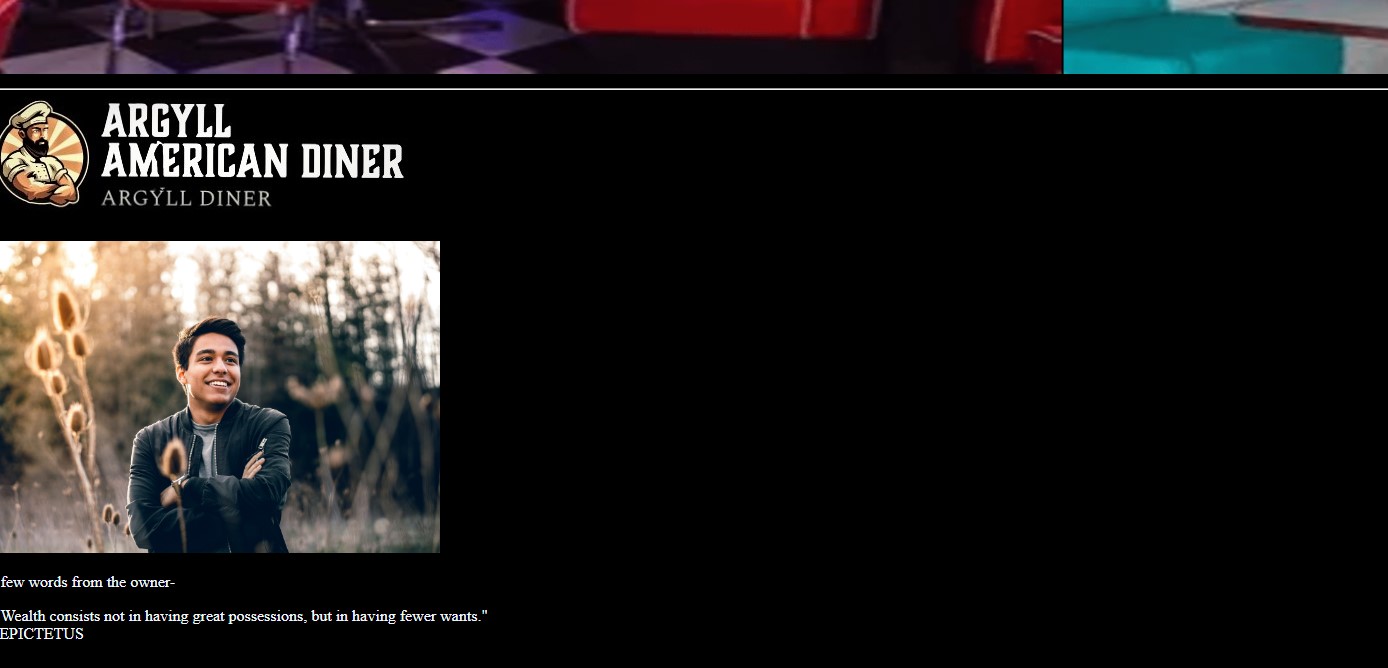 ARGYLL
AMERICAN DINER
ARGYLL DINER
few words from the owner-
Wealth consists not in having great possessions, but in having fewer wants."
EPICTETUS